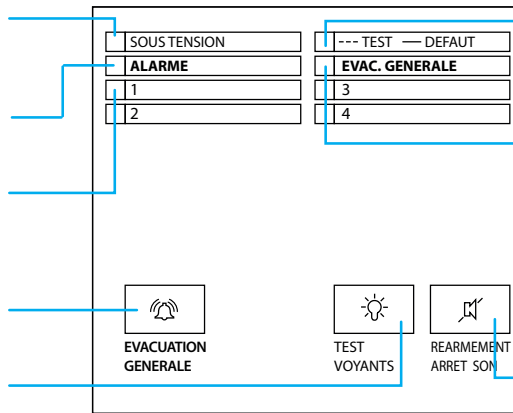 SOUS TENSION
--- TEST — DEFAUT
ALARME
EVAC. GENERALE
1
3
2
4
EVACUATION
GENERALE
TEST
VOYANTS
REARMEMENT
ARRET SON